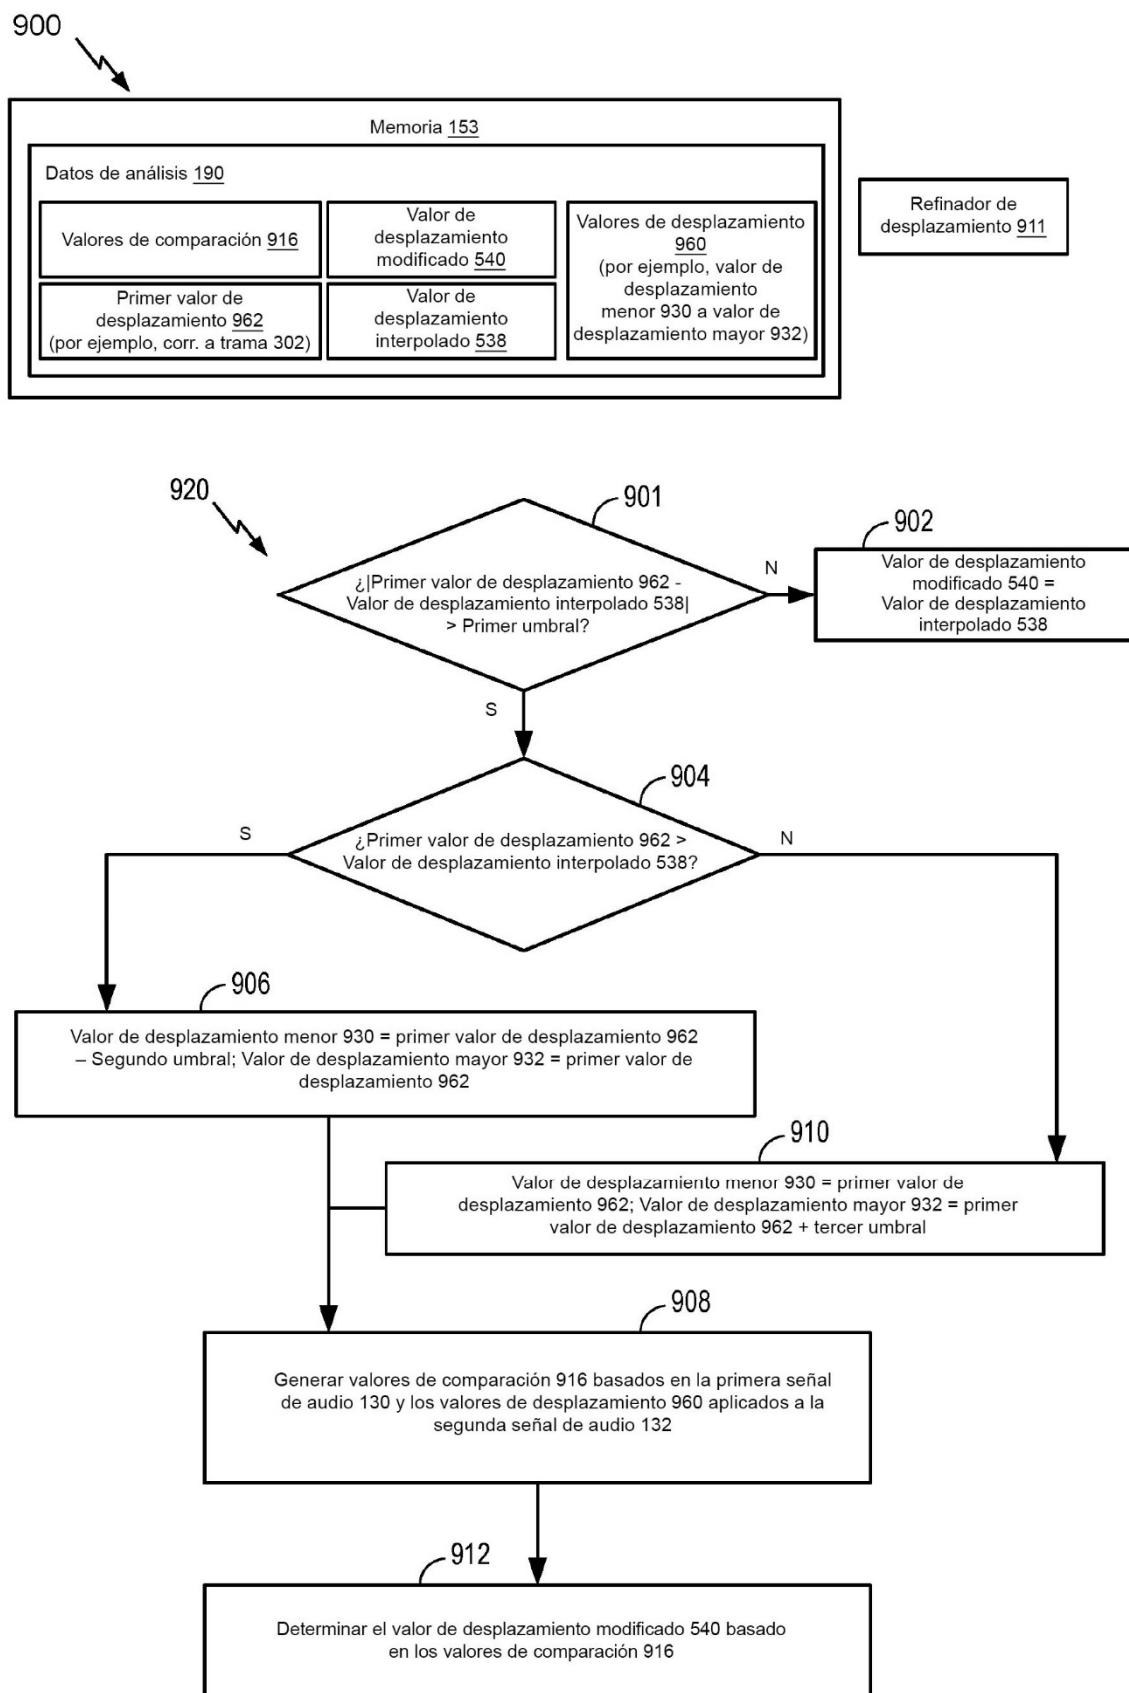 900
Memoria 153
Datos de análisis 190
Valores de comparación 916
Valor de
desplazamiento
modificado 540
Valores de desplazamiento
960
(por ejemplo, valor de
desplazamiento
menor 930 a valor de
desplazamiento mayor 932)
Primer valor de
desplazamiento 962
(por ejemplo, corr. a trama 302)
Valor de
desplazamiento
interpolado 538
Refinador de
desplazamiento 911
920
901
¿|Primer valor de desplazamiento 962 -
Valor de desplazamiento interpolado 538|
> Primer umbral?
N
902
Valor de desplazamiento
modificado 540 =
Valor de desplazamiento
interpolado 538
S
904
¿Primer valor de desplazamiento 962 >
Valor de desplazamiento interpolado 538?
S
N
906
Valor de desplazamiento menor 930 = primer valor de desplazamiento 962
– Segundo umbral; Valor de desplazamiento mayor 932 = primer valor de
desplazamiento 962
910
Valor de desplazamiento menor 930 = primer valor de
desplazamiento 962; Valor de desplazamiento mayor 932 = primer
valor de desplazamiento 962 + tercer umbral
908
Generar valores de comparación 916 basados en la primera señal
de audio 130 y los valores de desplazamiento 960 aplicados a la
segunda señal de audio 132
912
Determinar el valor de desplazamiento modificado 540 basado
en los valores de comparación 916